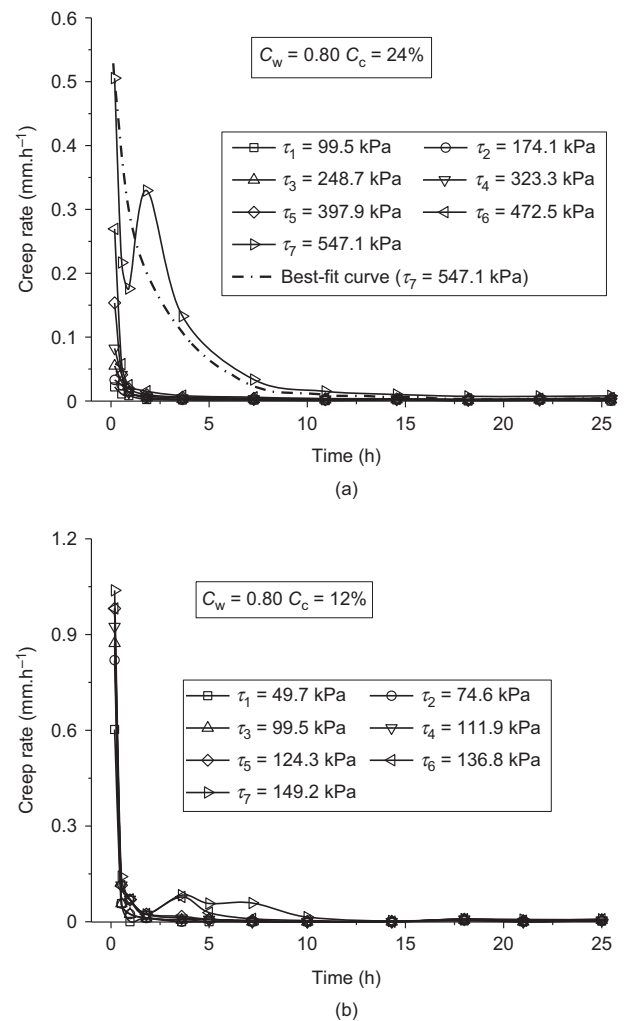 0.6
0.5
0.4
0.3
0.2
0.1
0
Creep rate (mm.h⁻¹)
C_w = 0.80 C_c = 24%
τ₁ = 99.5 kPa τ₂ = 174.1 kPa
τ₃ = 248.7 kPa τ₄ = 323.3 kPa
τ₅ = 397.9 kPa τ₆ = 472.5 kPa
τ₇ = 547.1 kPa
Best-fit curve (τ₇ = 547.1 kPa)
0 5 10 15 20 25
Time (h)
(a)
1.2
0.9
0.6
0.3
0
Creep rate (mm.h⁻¹)
C_w = 0.80 C_c = 12%
τ₁ = 49.7 kPa τ₂ = 74.6 kPa
τ₃ = 99.5 kPa τ₄ = 111.9 kPa
τ₅ = 124.3 kPa τ₆ = 136.8 kPa
τ₇ = 149.2 kPa
0 5 10 15 20 25
Time (h)
(b)